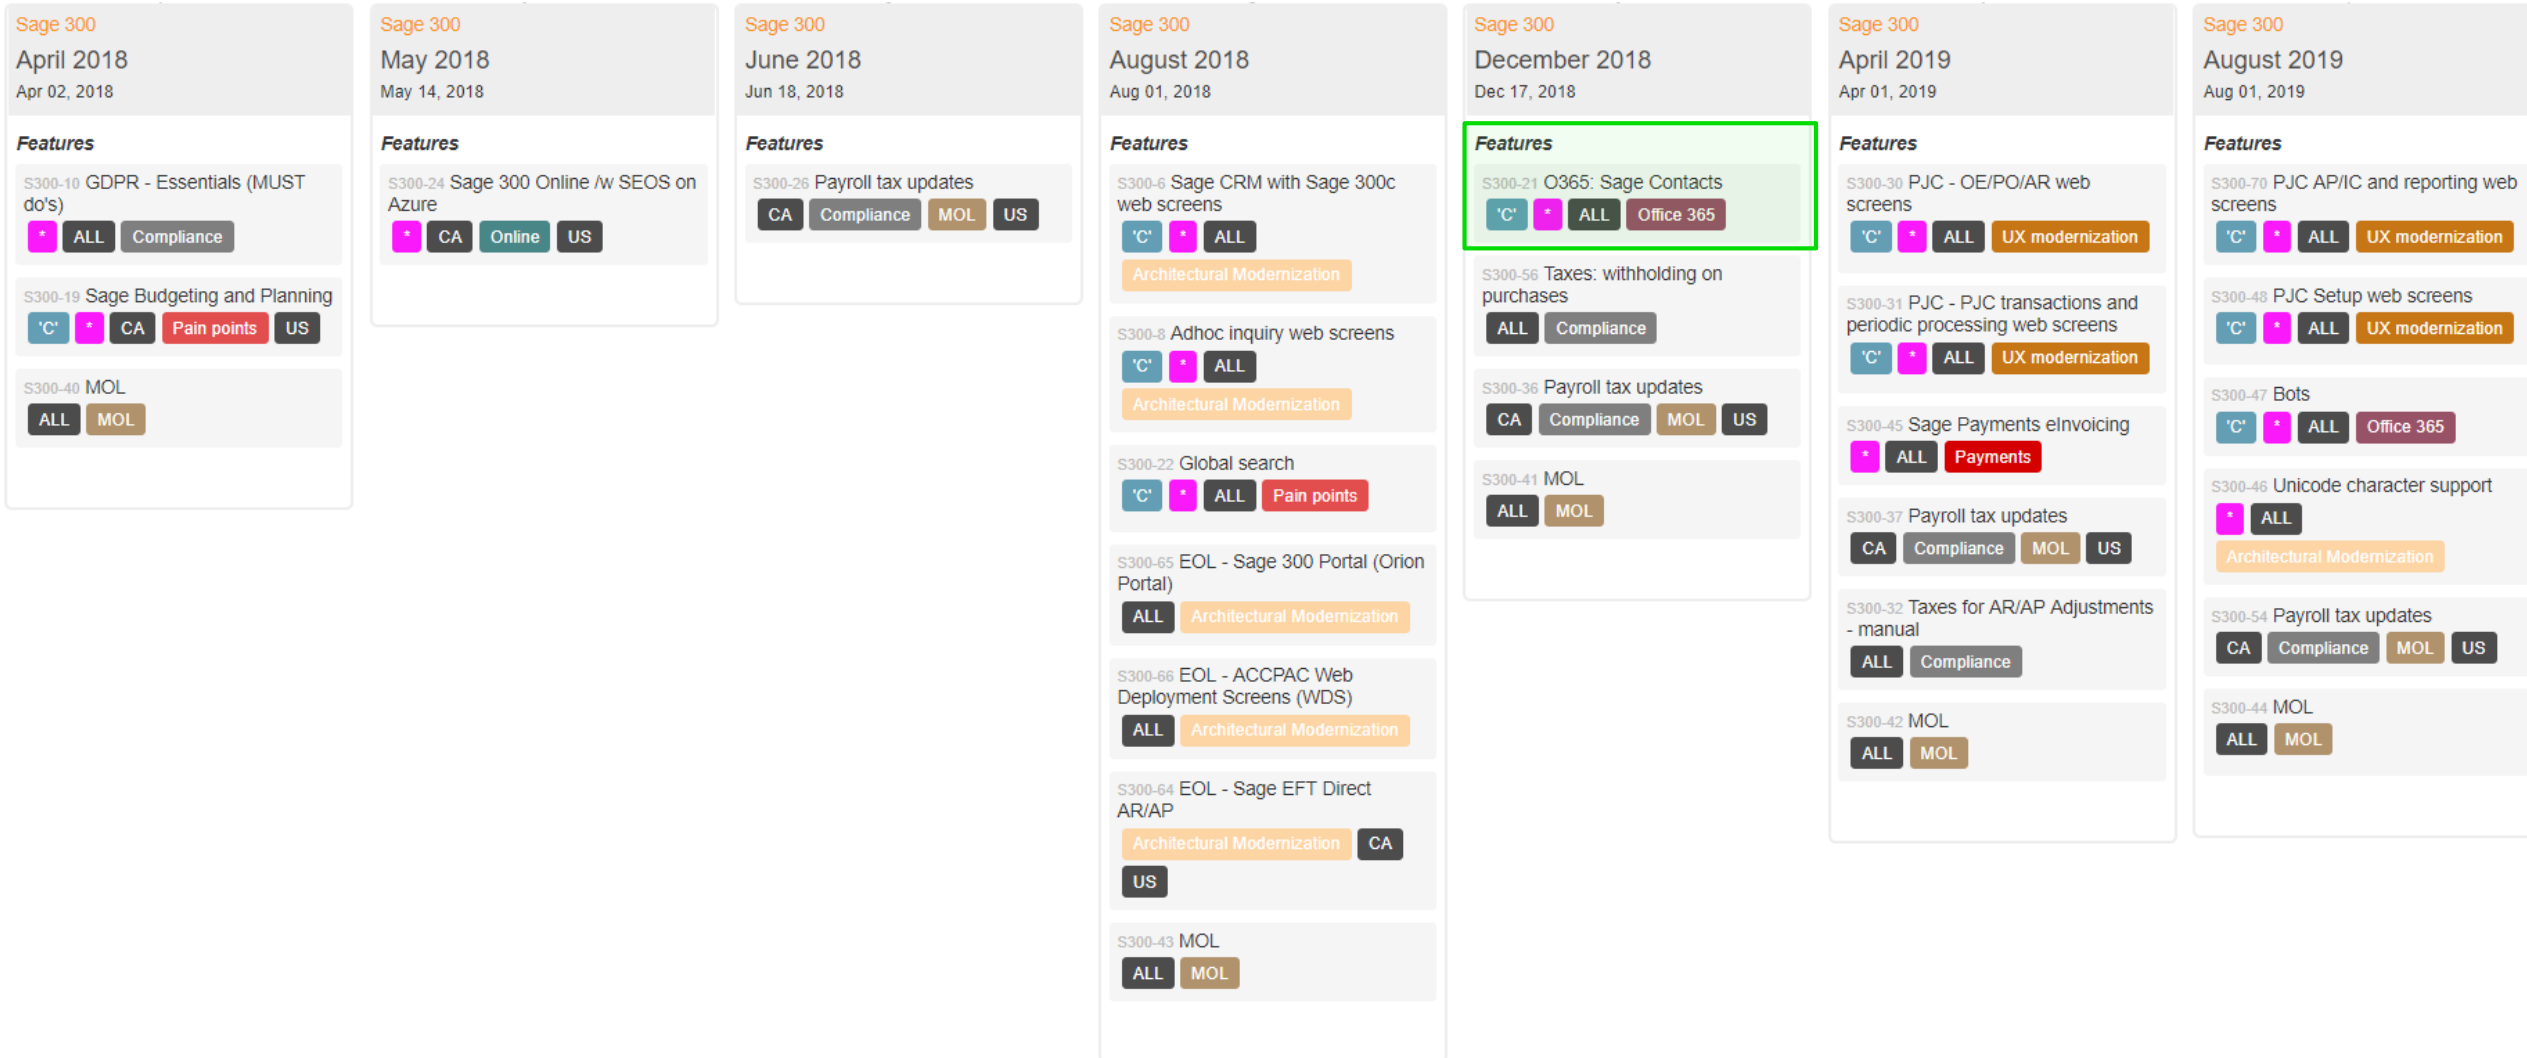 Sage 300
April 2018
Apr 02, 2018
Features
S300-10 GDPR - Essentials (MUST
do's)
* ALL Compliance
S300-19 Sage Budgeting and Planning
'C' * CA Pain points US
S300-40 MOL
ALL MOL
Sage 300
May 2018
May 14, 2018
Features
S300-24 Sage 300 Online /w SEOS on
Azure
* CA Online US
Sage 300
June 2018
Jun 18, 2018
Features
S300-26 Payroll tax updates
CA Compliance MOL US
Sage 300
August 2018
Aug 01, 2018
Features
S300-6 Sage CRM with Sage 300c
web screens
'C' * ALL
Architectural Modernization
S300-8 Adhoc inquiry web screens
'C' * ALL
Architectural Modernization
S300-22 Global search
'C' * ALL Pain points
S300-65 EOL - Sage 300 Portal (Orion
Portal)
ALL Architectural Modernization
S300-66 EOL - ACCPAC Web
Deployment Screens (WDS)
ALL Architectural Modernization
S300-64 EOL - Sage EFT Direct
AR/AP
Architectural Modernization CA
US
S300-43 MOL
ALL MOL
Sage 300
December 2018
Dec 17, 2018
Features
S300-21 O365: Sage Contacts
'C' * ALL Office 365
S300-56 Taxes: withholding on
purchases
ALL Compliance
S300-36 Payroll tax updates
CA Compliance MOL US
S300-41 MOL
ALL MOL
Sage 300
April 2019
Apr 01, 2019
Features
S300-30 PJC - OE/PO/AR web
screens
'C' * ALL UX modernization
S300-31 PJC - PJC transactions and
periodic processing web screens
'C' * ALL UX modernization
S300-45 Sage Payments eInvoicing
* ALL Payments
S300-37 Payroll tax updates
CA Compliance MOL US
S300-32 Taxes for AR/AP Adjustments
- manual
ALL Compliance
S300-42 MOL
ALL MOL
Sage 300
August 2019
Aug 01, 2019
Features
S300-70 PJC AP/IC and reporting web
screens
'C' * ALL UX modernization
S300-48 PJC Setup web screens
'C' * ALL UX modernization
S300-47 Bots
'C' * ALL Office 365
S300-46 Unicode character support
* ALL
Architectural Modernization
S300-54 Payroll tax updates
CA Compliance MOL US
S300-44 MOL
ALL MOL